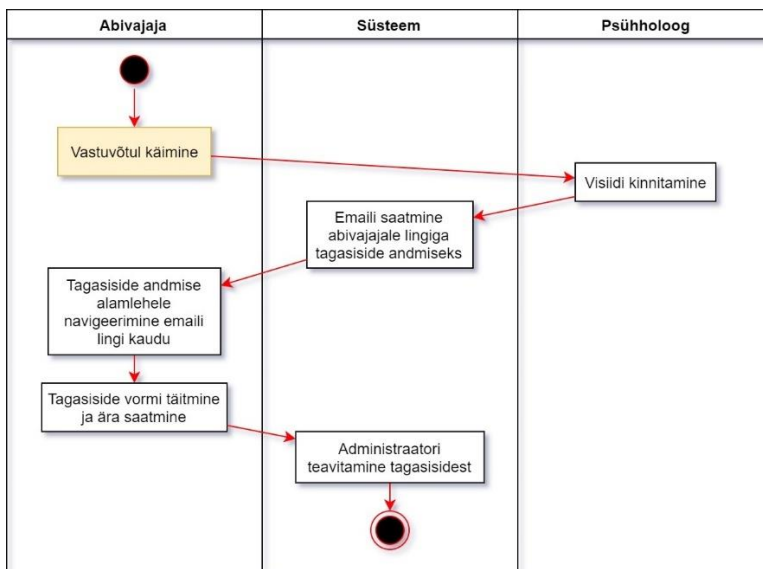 Abivajaja
Süsteem
Psühholoog
Vastuvõtul käimine
Visiidi kinnitamine
Emaili saatmine
abivajajale lingiga
tagasiside andmiseks
Tagasiside andmise
alamlehele
navigeerimine emaili
lingi kaudu
Tagasiside vormi täitmine
ja ära saatmine
Administraatori
teavitamine tagasisidest